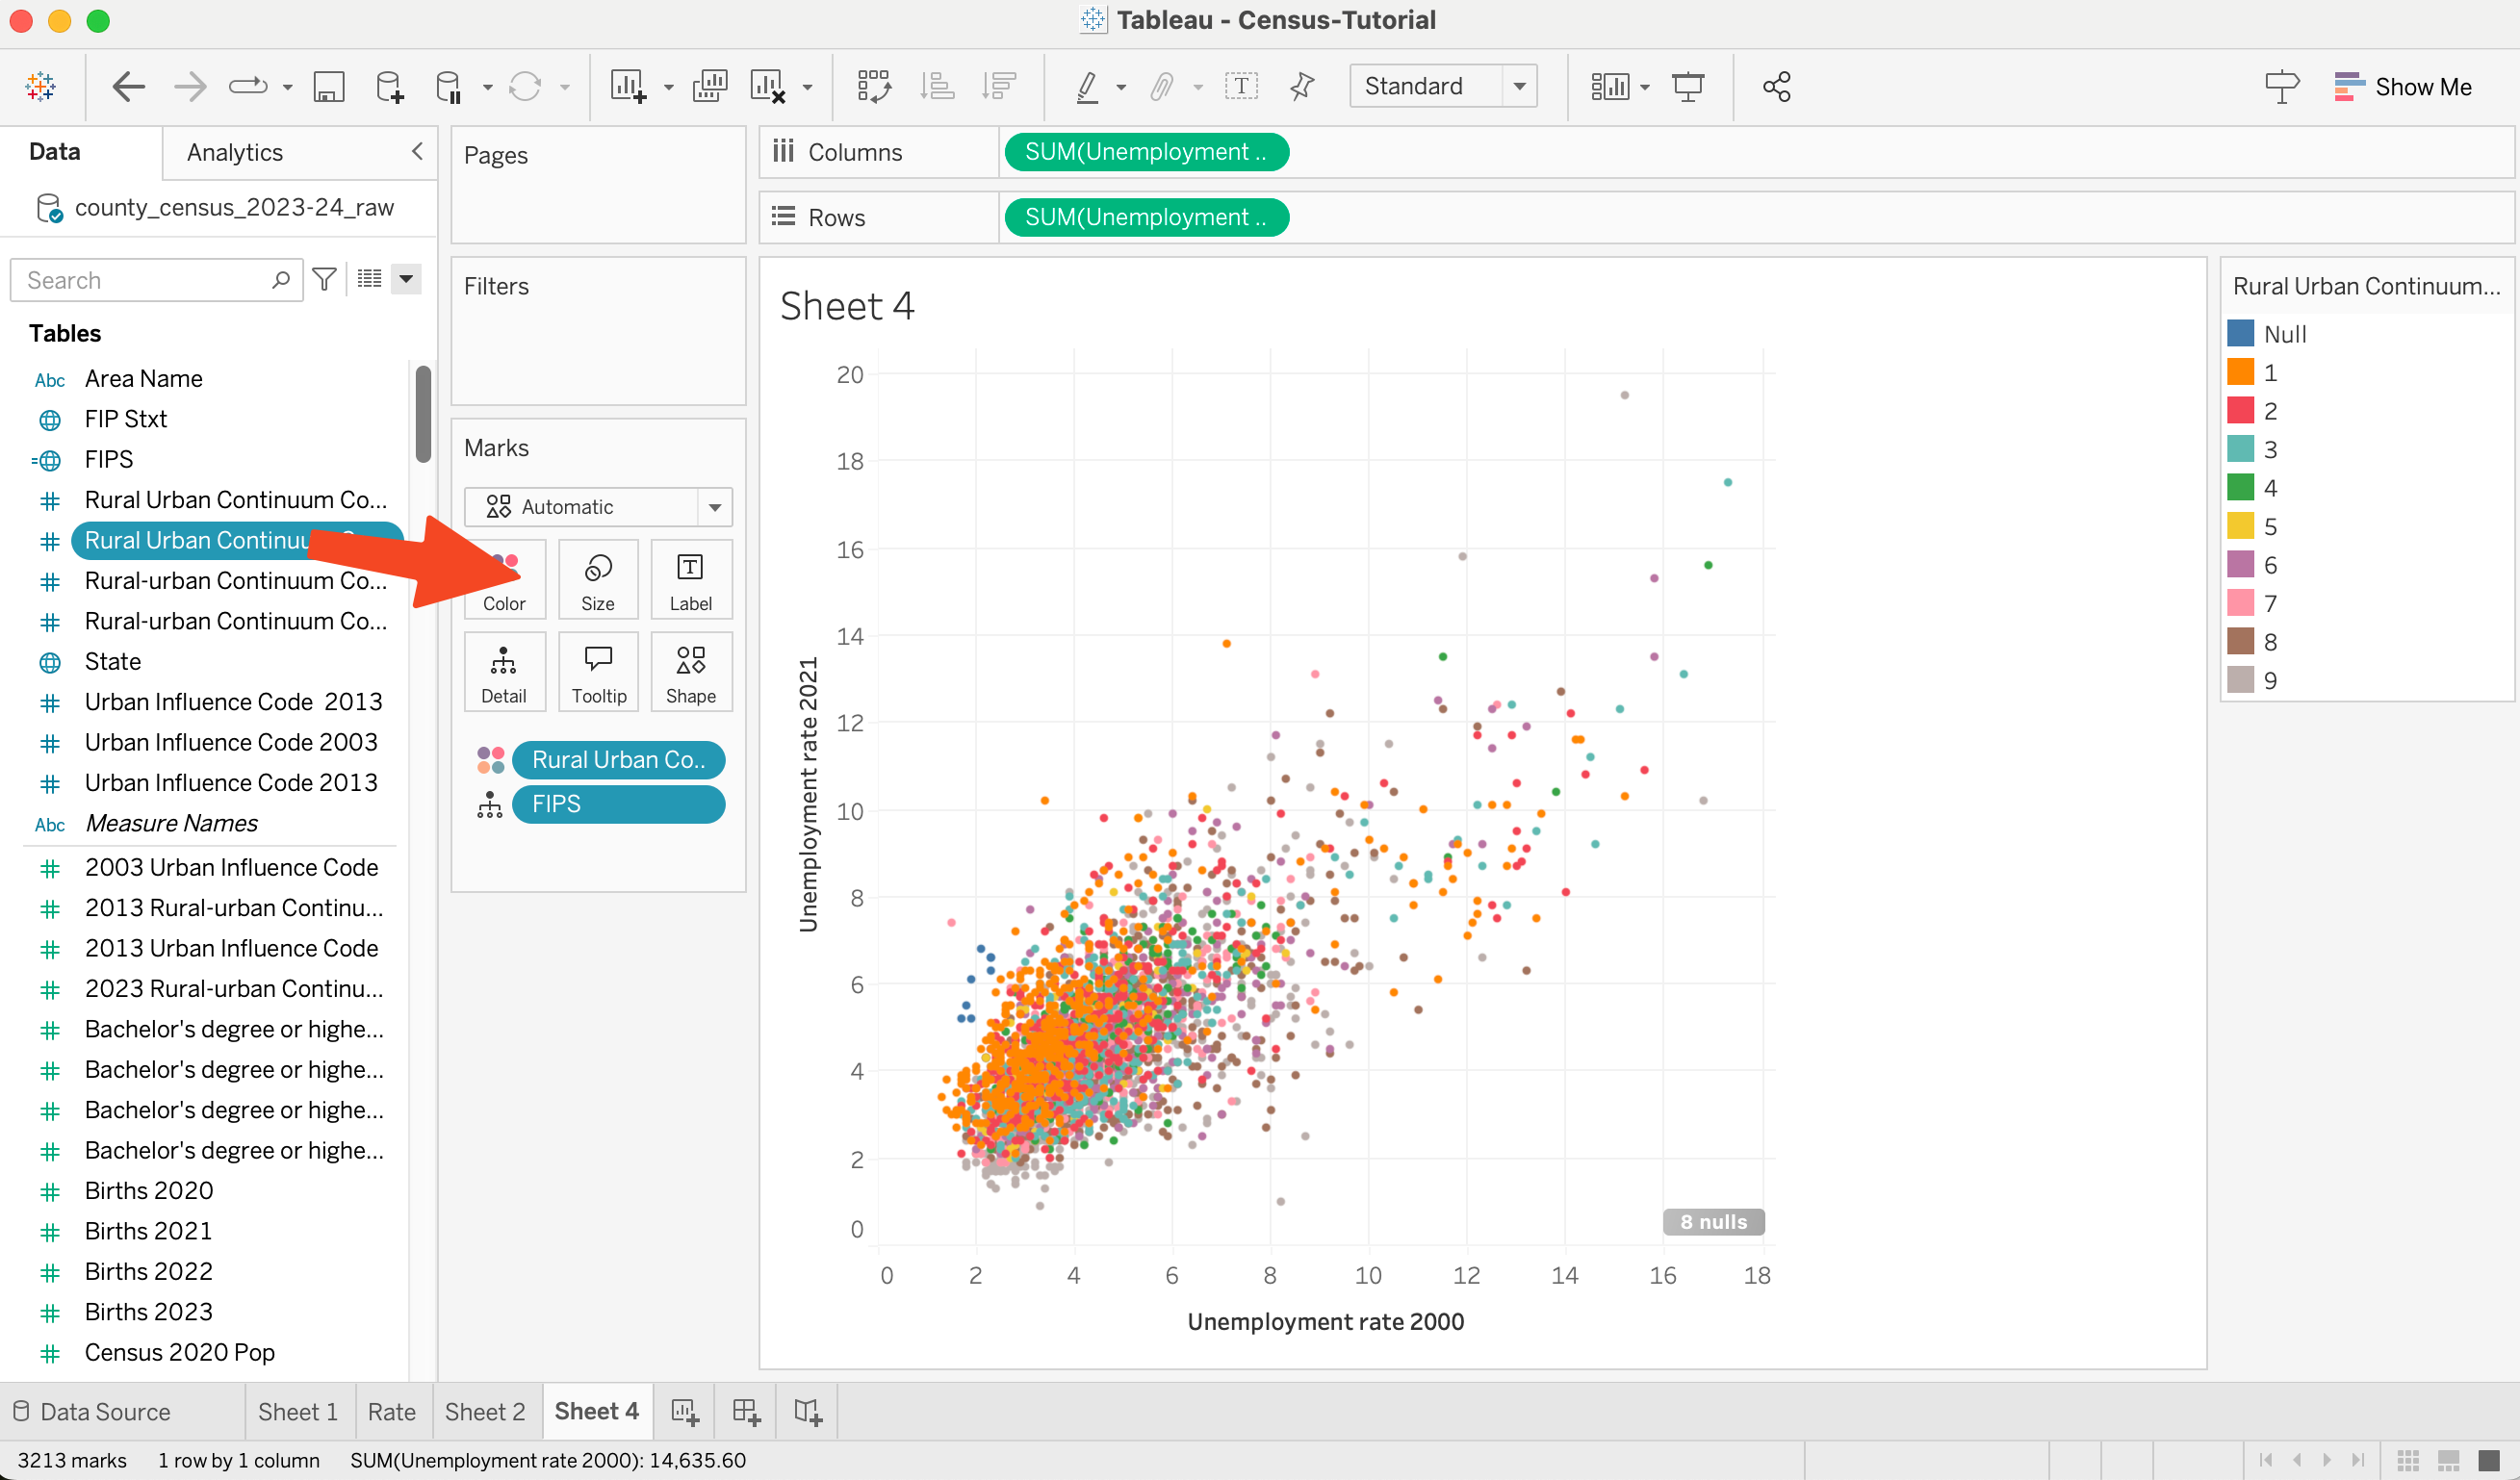 Tableau - Census-Tutorial
Standard
Show Me
Data
Analytics
county_census_2023-24_raw
Search
Tables
Abc Area Name
FIP Stxt
FIPS
Rural Urban Continuum Co...
Rural Urban Continuu
Rural-urban Continuum Co...
Rural-urban Continuum Co...
State
Urban Influence Code 2013
Urban Influence Code 2003
Urban Influence Code 2013
Abc Measure Names
2003 Urban Influence Code
2013 Rural-urban Continu...
2013 Urban Influence Code
2023 Rural-urban Continu...
Bachelor's degree or highe...
Bachelor's degree or highe...
Bachelor's degree or highe...
Bachelor's degree or highe...
Births 2020
Births 2021
Births 2022
Births 2023
Census 2020 Pop
Pages
Filters
Marks
Automatic
Color
Size
T
Label
Detail
Tooltip
Shape
Rural Urban Co..
FIPS
Columns
SUM(Unemployment ..
Rows
SUM(Unemployment ..
Sheet 4
20
18
16
14
12
10
8
6
4
2
0
Unemployment rate 2021
8 nulls
0 2 4 6 8 10 12 14 16 18
Unemployment rate 2000
Rural Urban Continuum...
Null
1
2
3
4
5
6
7
8
9
Data Source
Sheet 1
Rate
Sheet 2
Sheet 4
3213 marks
1 row by 1 column
SUM(Unemployment rate 2000): 14,635.60